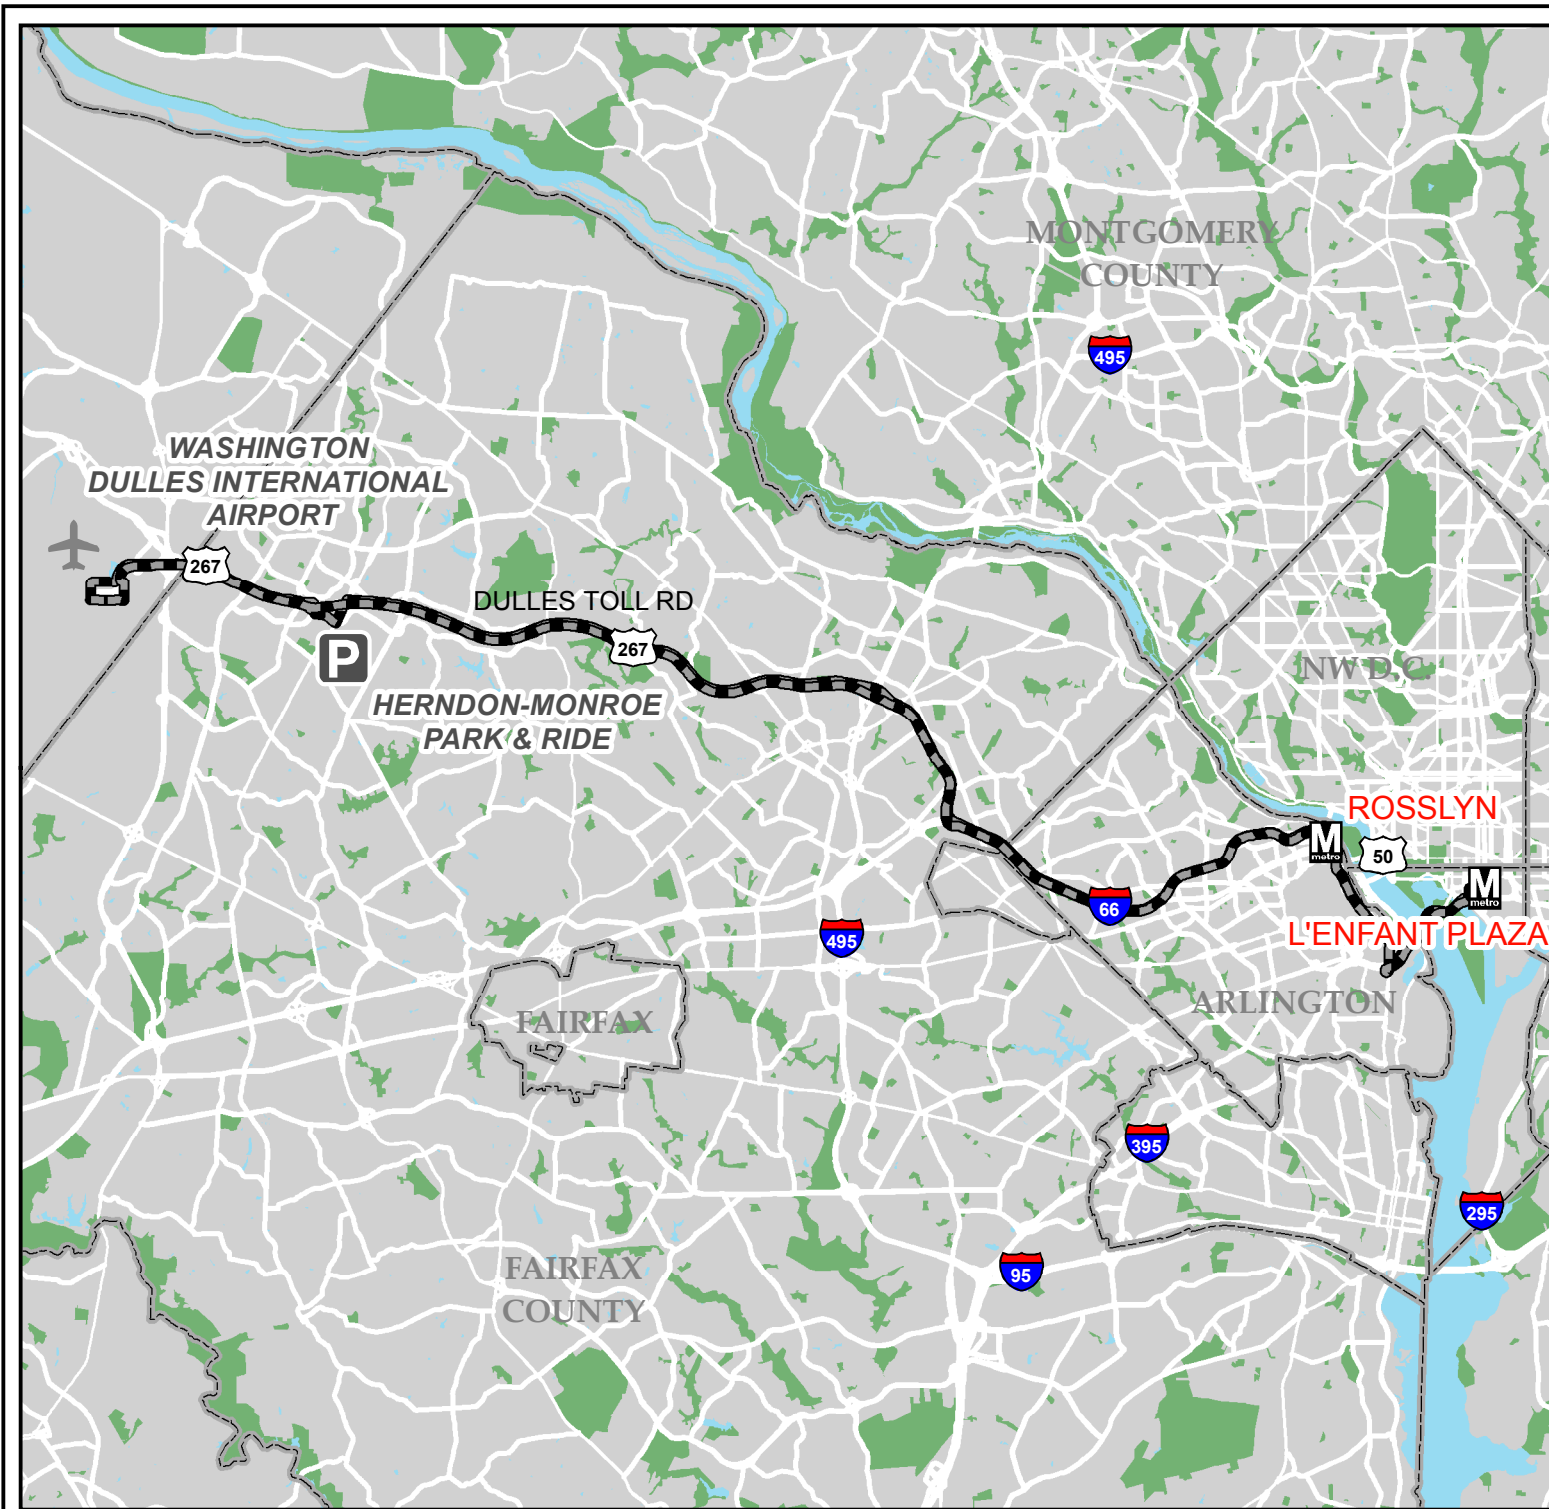 MONTGOMERY
COUNTY
495
WASHINGTON
DULLES INTERNATIONAL
AIRPORT
267
DULLES TOLL RD
267
P
HERNDON-MONROE
PARK & RIDE
NW D.C.
ROSSLYN
M
metro
50
M
metro
66
495
L'ENFANT PLAZA
ARLINGTON
FAIRFAX
395
295
FAIRFAX
COUNTY
95